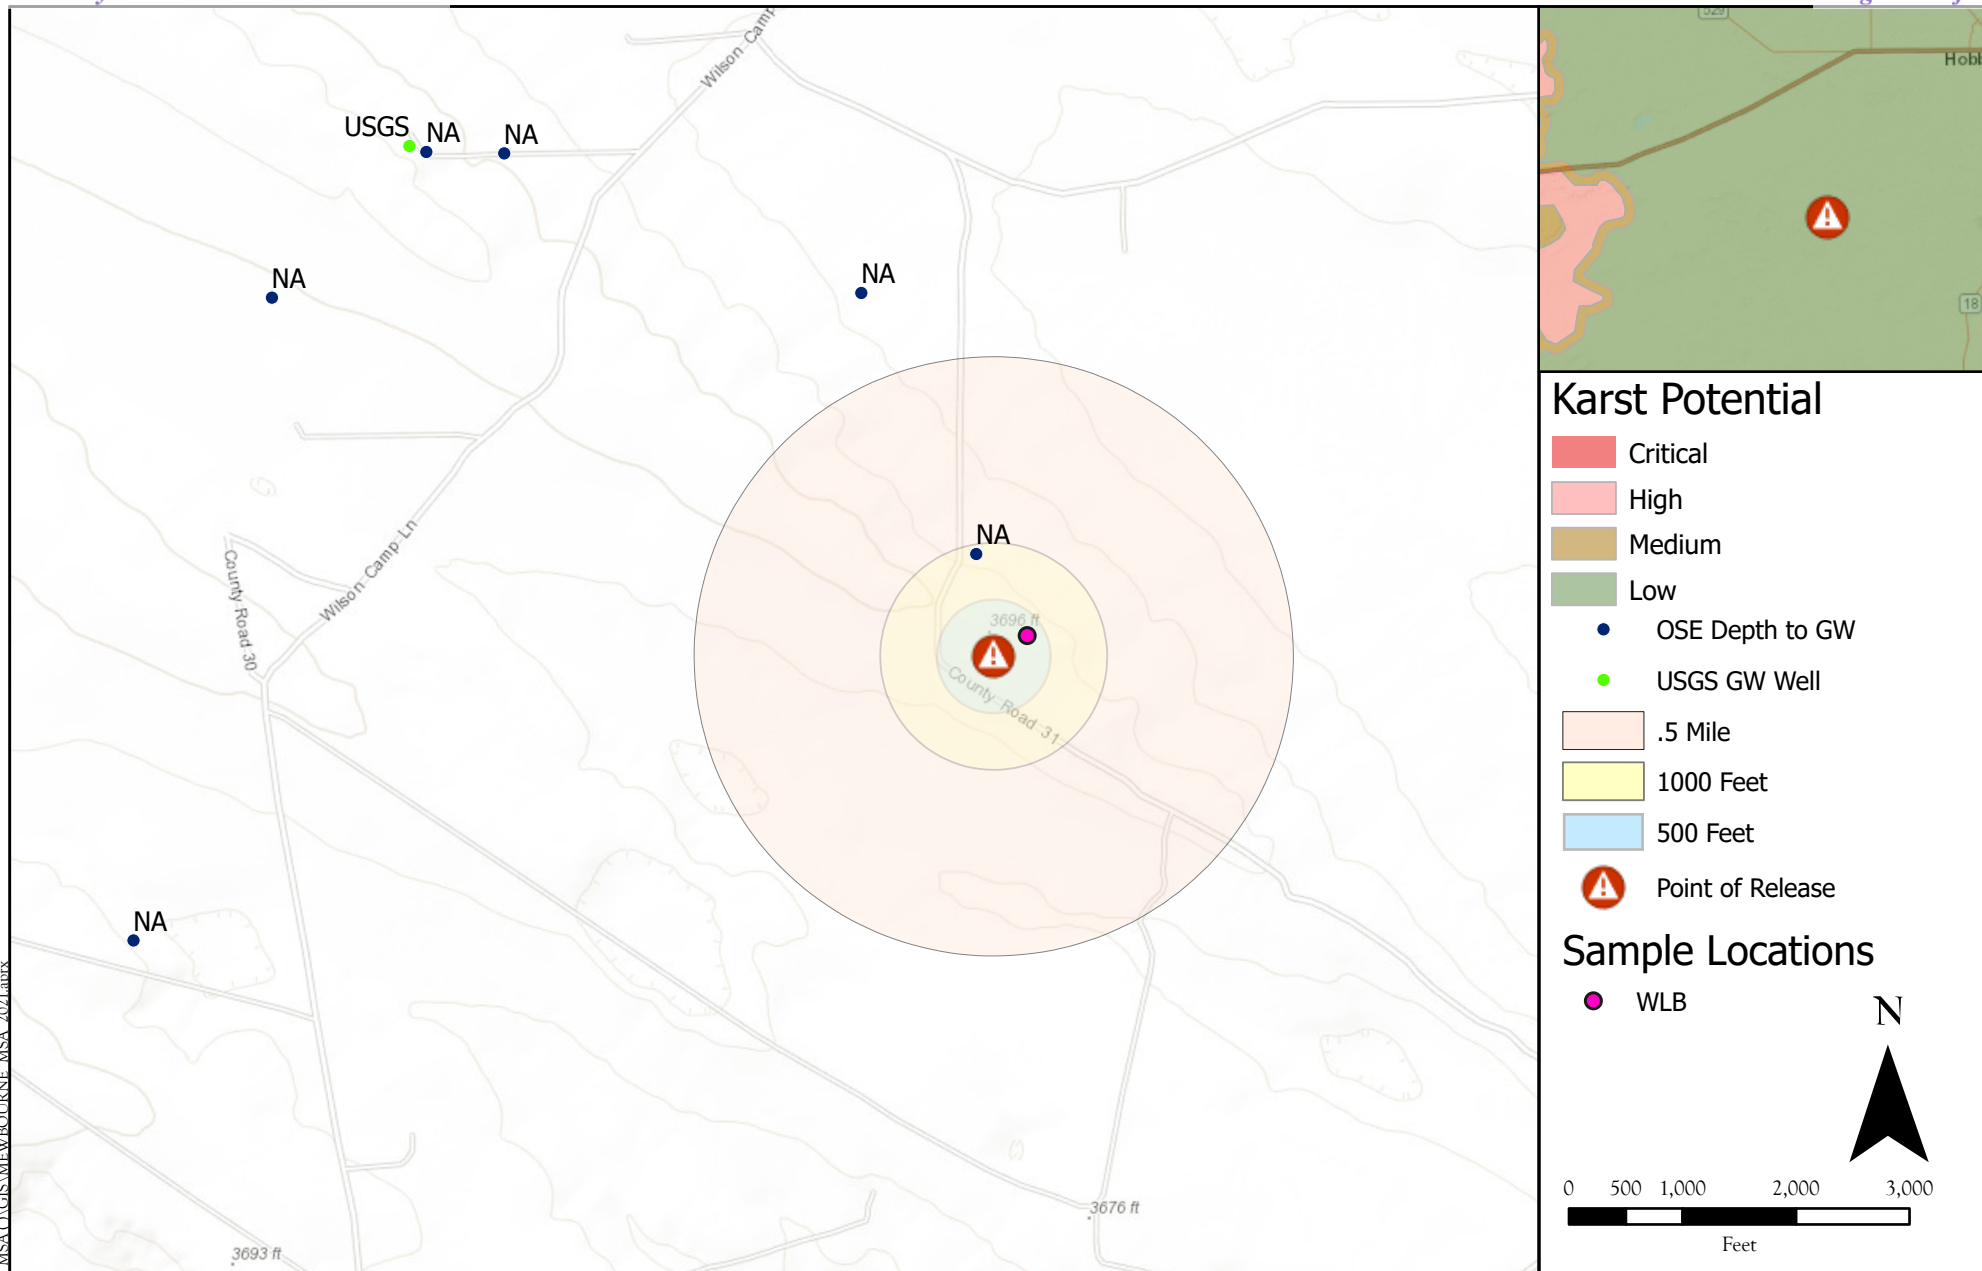 Wilson-Camp
USGS
NA
NA
NA
NA
NA
3696 ft
County-Road-31
Wilson-Camp-Ln
County-Road-30
NA
3676 ft
3693 ft
529
Hobb
18
Karst Potential
Critical
High
Medium
Low
OSE Depth to GW
USGS GW Well
.5 Mile
1000 Feet
500 Feet
Point of Release
Sample Locations
WLB
N
0 500 1,000 2,000 3,000
Feet